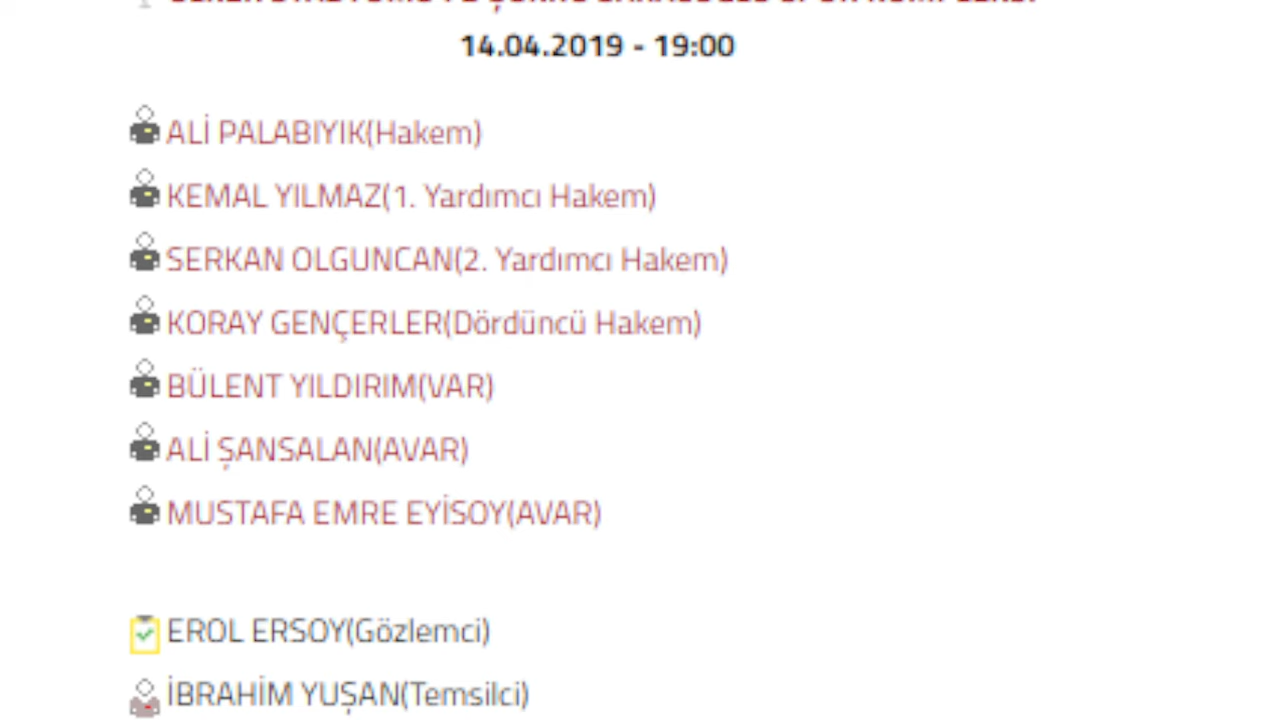 14.04.2019 - 19:00
ALİ PALABIYIK(Hakem)
KEMAL YILMAZ(1. Yardımcı Hakem)
SERKAN OLGUNCAN(2. Yardımcı Hakem)
KORAY GENÇERLER(Dördüncü Hakem)
BÜLENT YILDIRIM(VAR)
ALİ ŞANSALAN(AVAR)
MUSTAFA EMRE EYİSOY(AVAR)
EROL ERSOY(Gözlemci)
İBRAHİM YUŞAN(Temsilci)